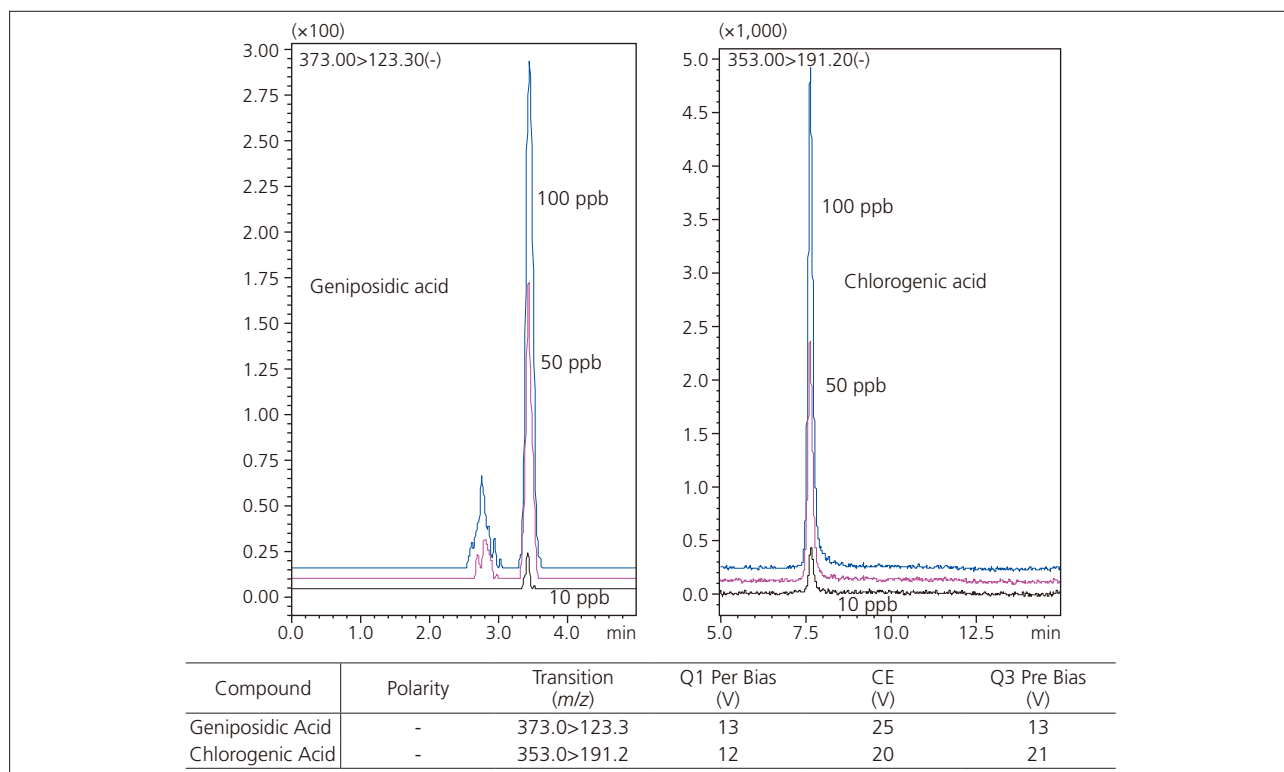 (×100)
3.00
373.00>123.30(-)
2.75
2.50
2.25
100 ppb
2.00
1.75
Geniposidic acid
1.50
50 ppb
1.25
1.00
0.75
0.50
0.25
0.00
10 ppb
0.0 1.0 2.0 3.0 4.0 min
(×1,000)
5.0
353.00>191.20(-)
4.5
4.0
100 ppb
3.5
3.0
Chlorogenic acid
2.5
2.0
50 ppb
1.5
1.0
0.5
0.0
10 ppb
5.0 7.5 10.0 12.5 min
Compound Polarity Transition (m/z) Q1 Per Bias (V) CE (V) Q3 Pre Bias (V)
Geniposidic Acid - 373.0>123.3 13 25 13
Chlorogenic Acid - 353.0>191.2 12 20 21